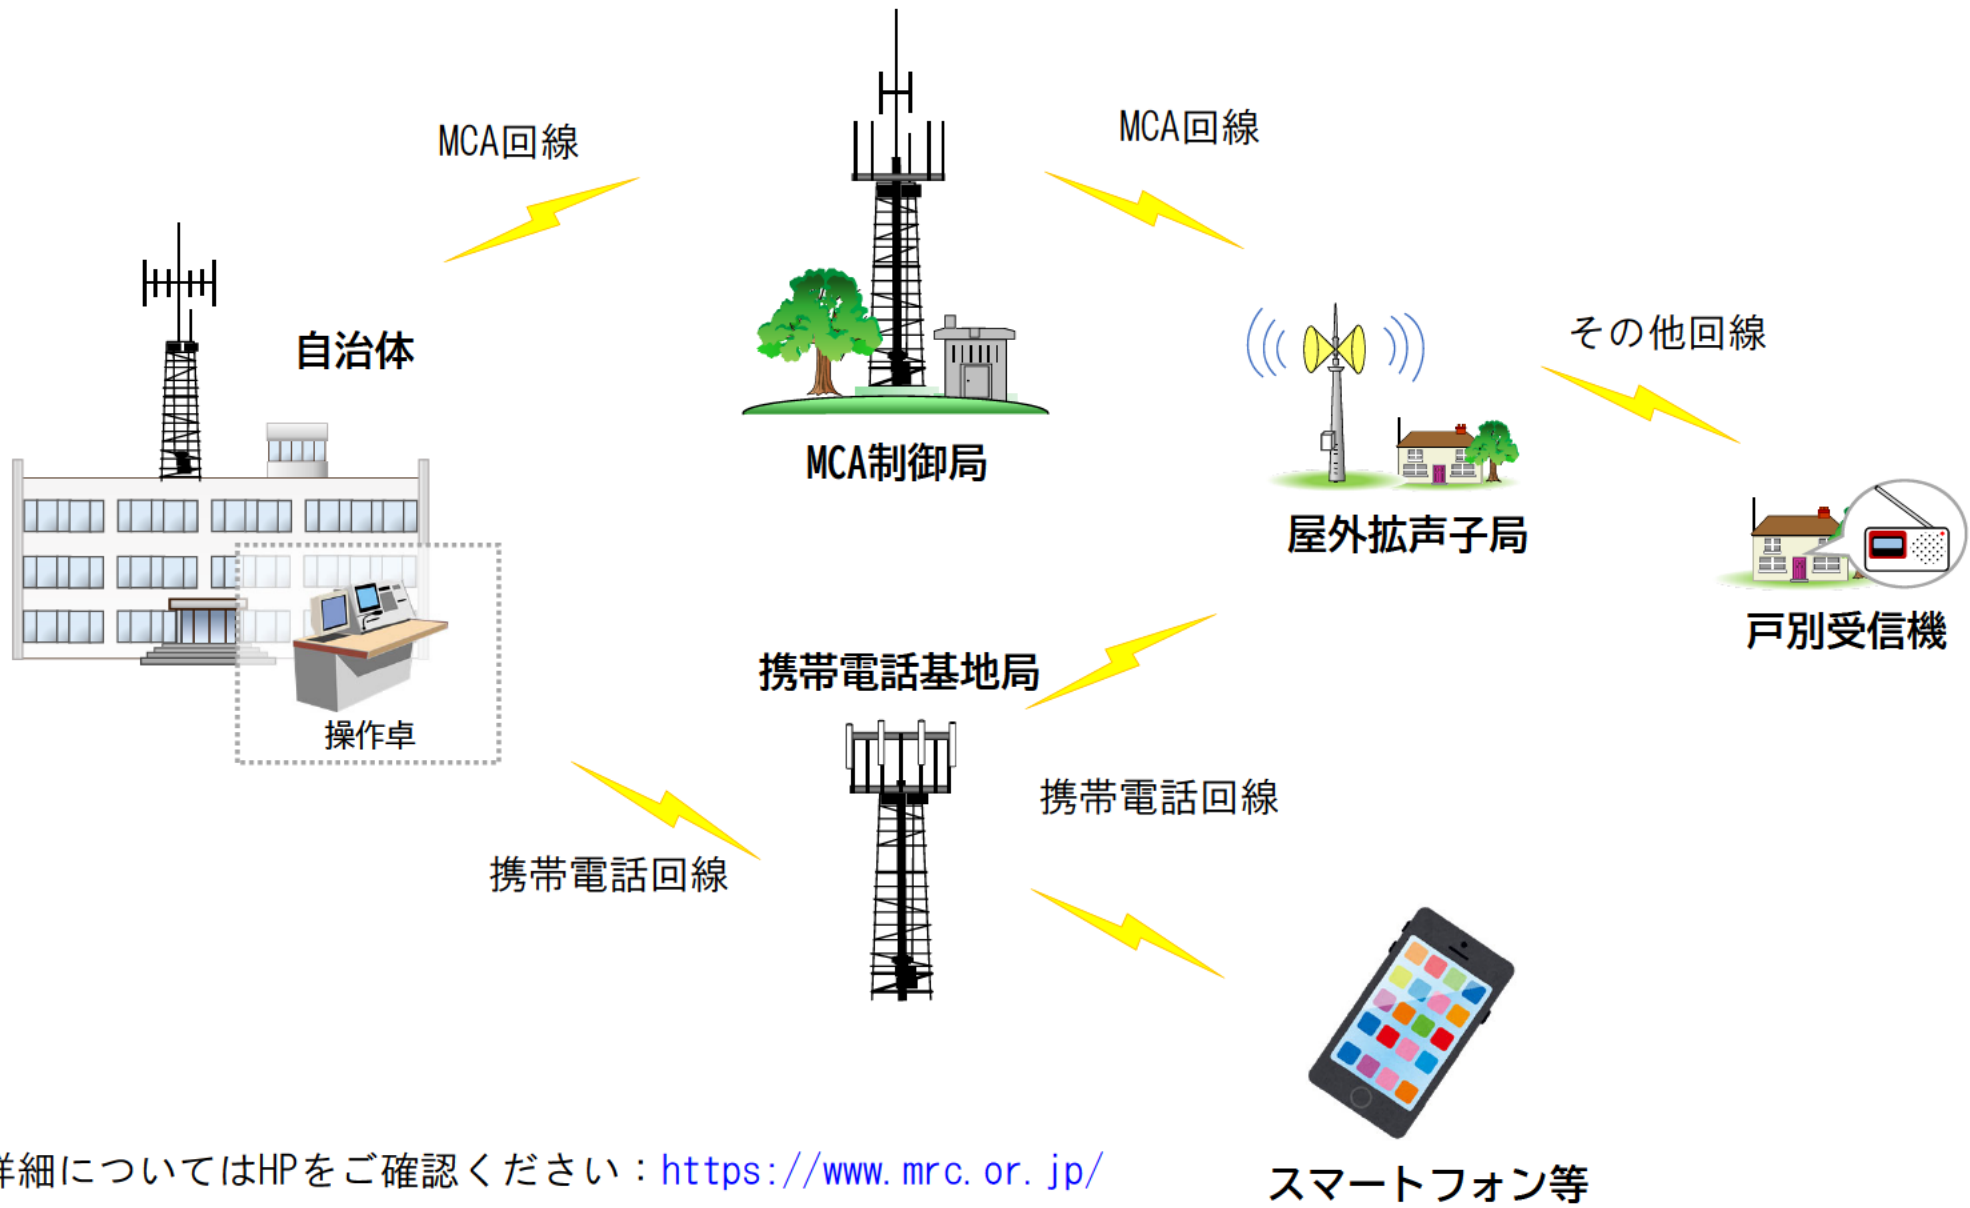 MCA回線
MCA回線
自治体
その他回線
MCA制御局
屋外拡声子局
戸別受信機
携帯電話基地局
操作卓
携帯電話回線
携帯電話回線
細についてはHPをご確認ください：https://www.mrc.or.jp/
スマートフォン等